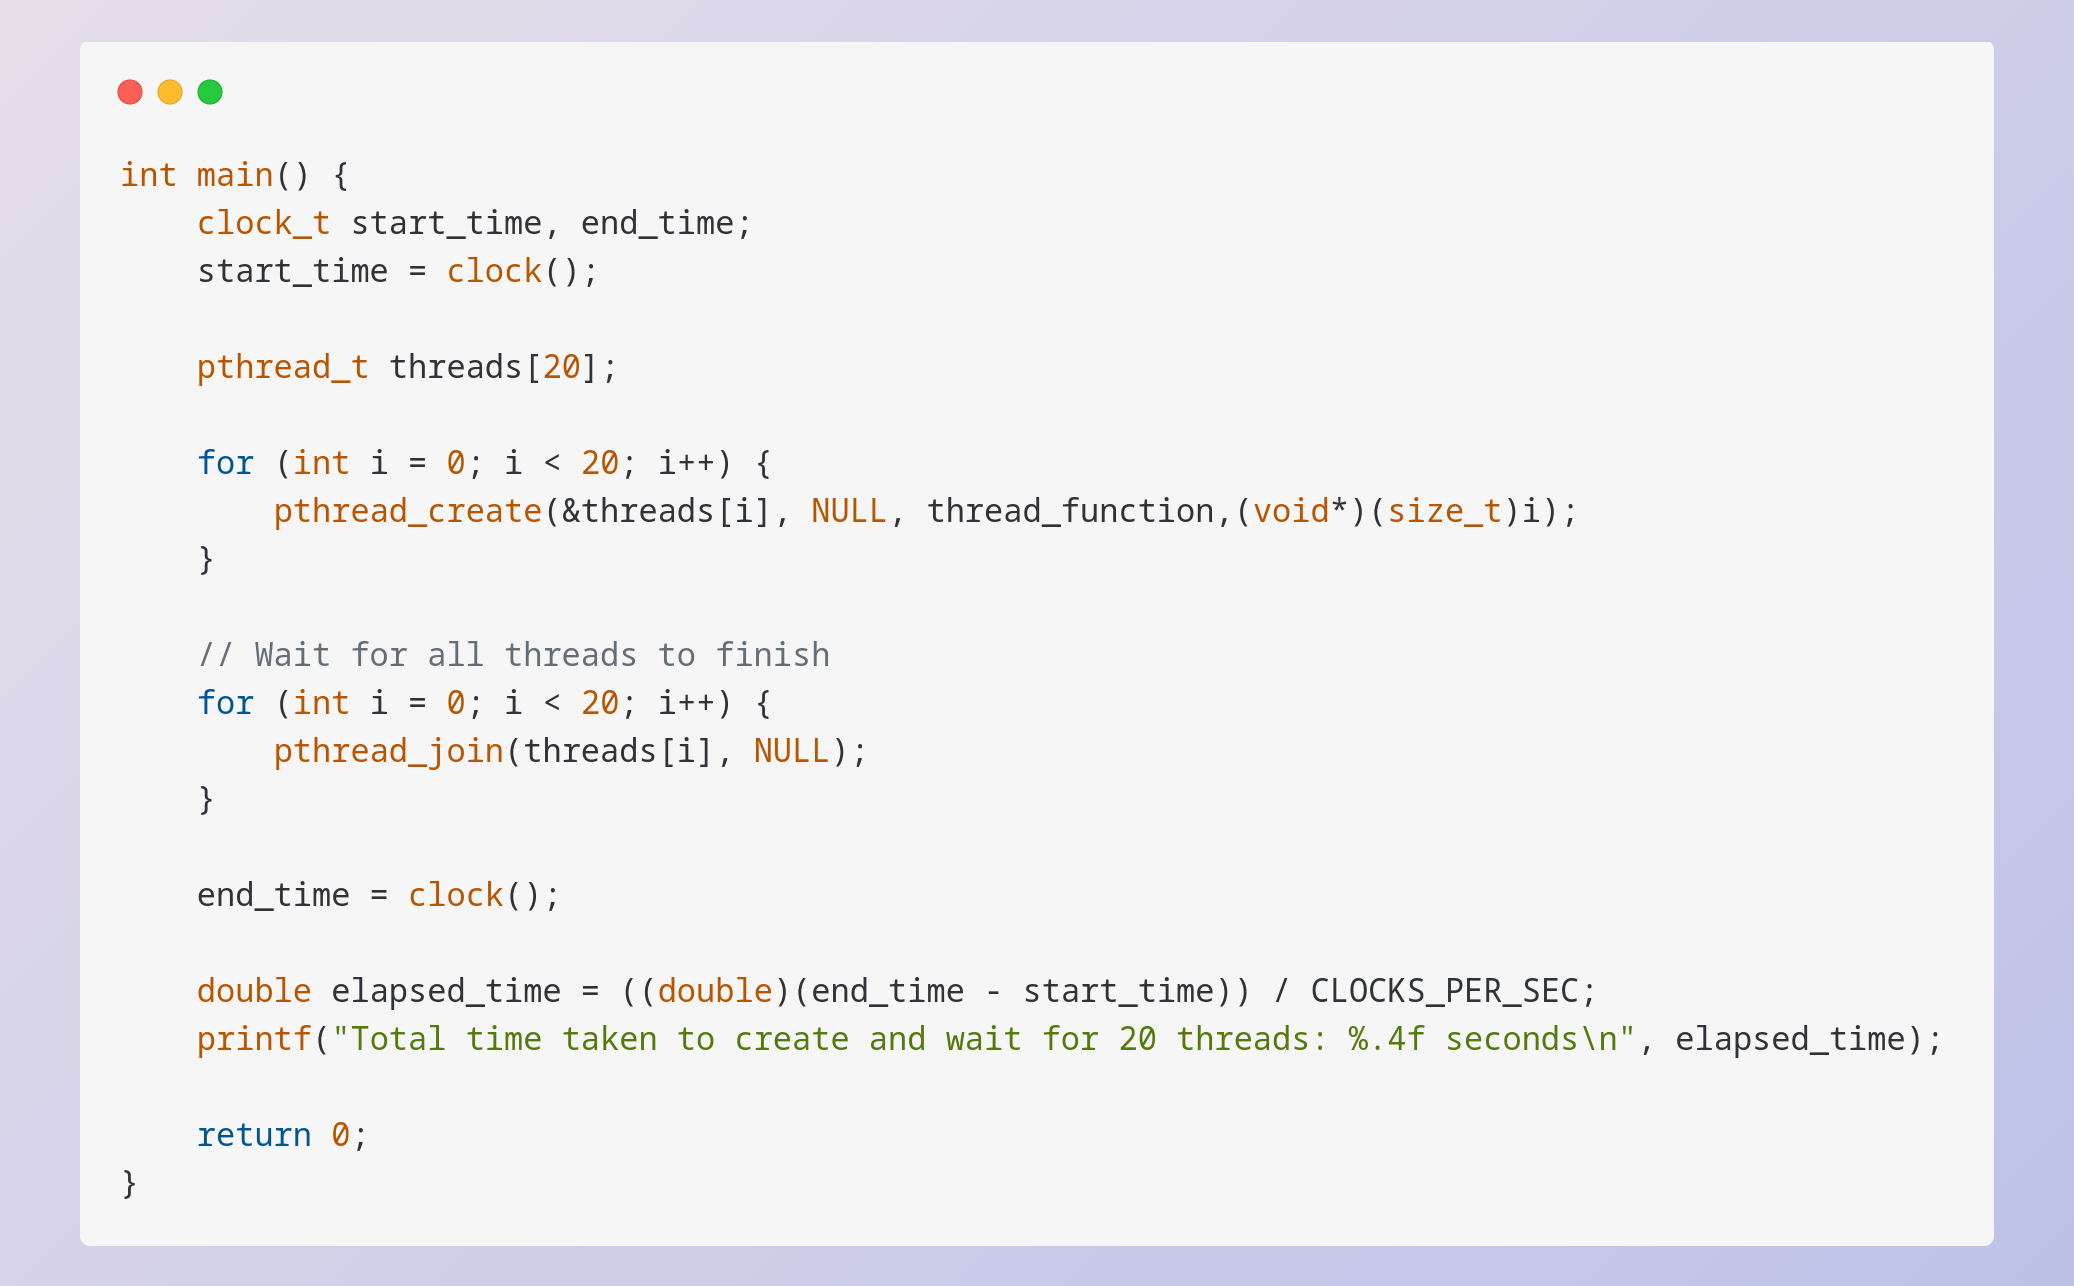 int main() {
    clock_t start_time, end_time;
    start_time = clock();

    pthread_t threads[20];

    for (int i = 0; i < 20; i++) {
        pthread_create(&threads[i], NULL, thread_function,(void*)(size_t)i);
    }

    // Wait for all threads to finish
    for (int i = 0; i < 20; i++) {
        pthread_join(threads[i], NULL);
    }

    end_time = clock();

    double elapsed_time = ((double)(end_time - start_time)) / CLOCKS_PER_SEC;
    printf("Total time taken to create and wait for 20 threads: %.4f seconds\n", elapsed_time);

    return 0;
}